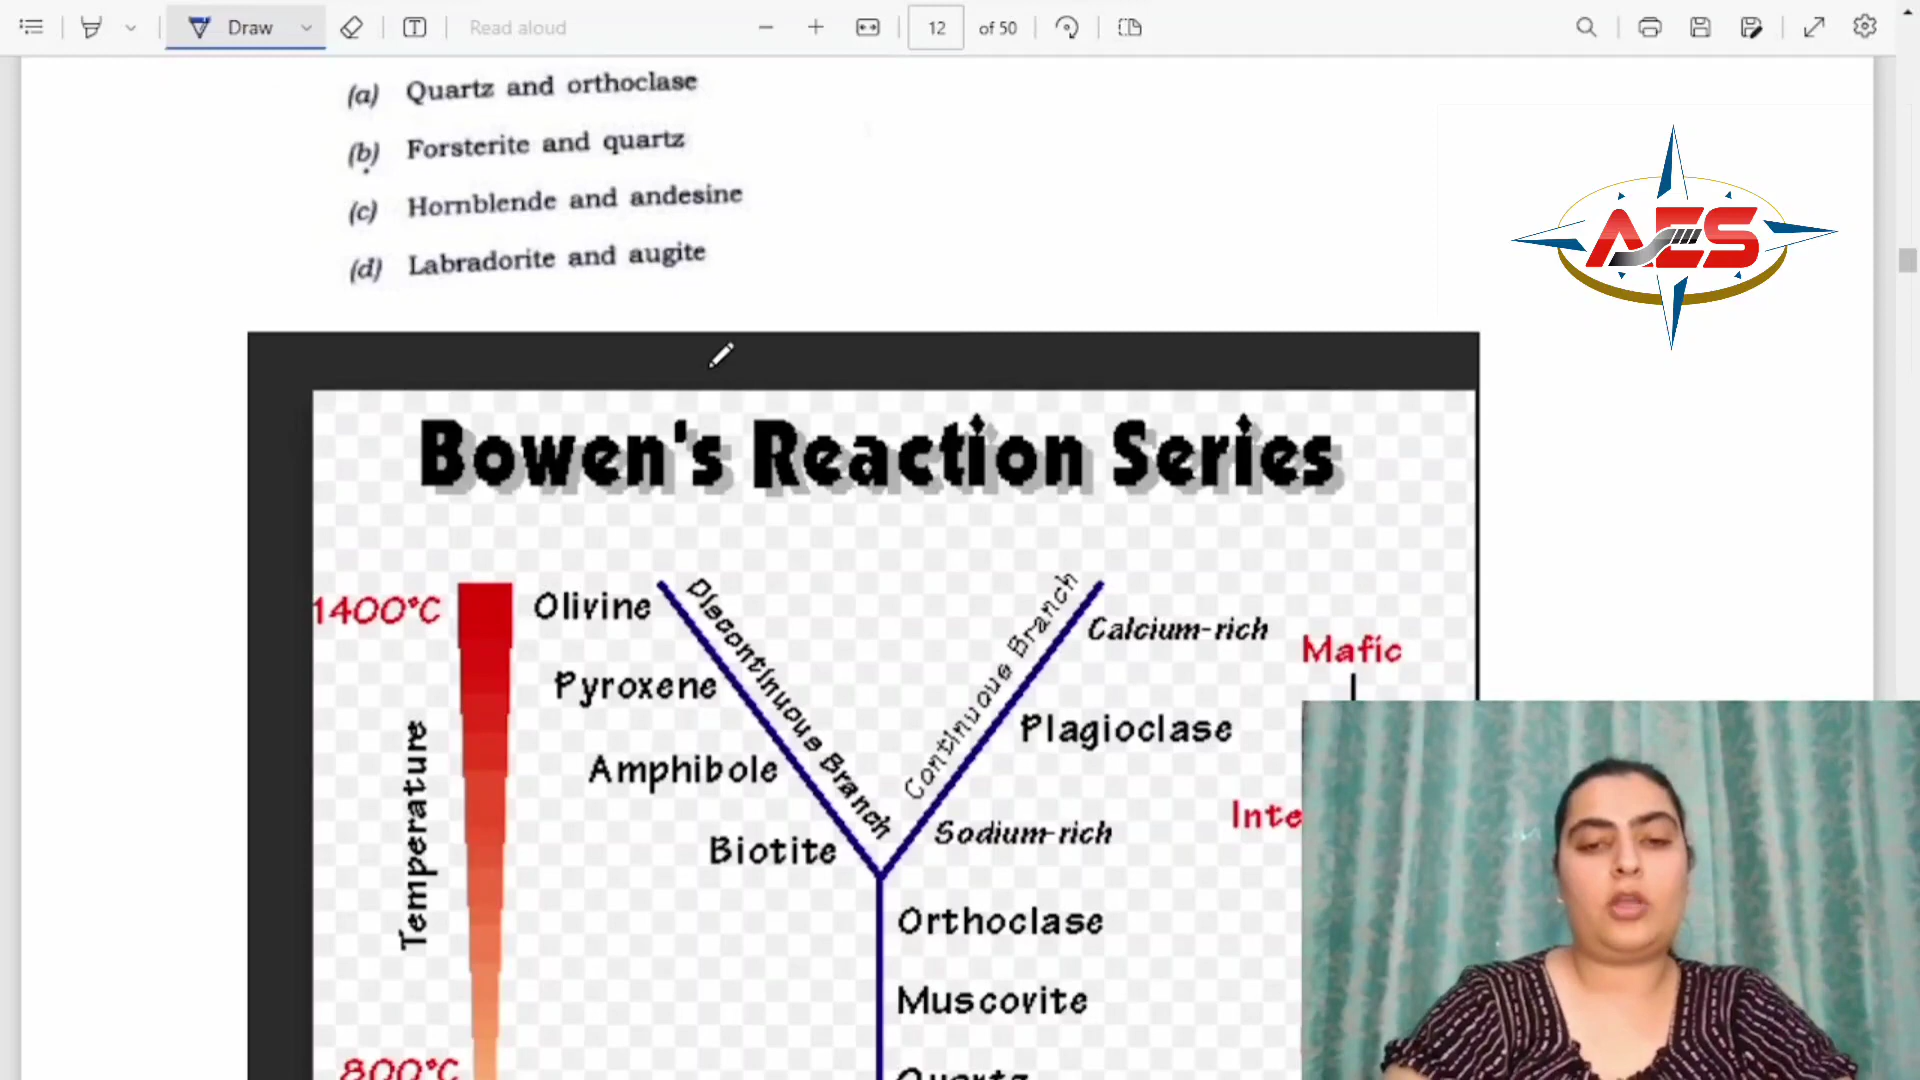 Draw
Read aloud
12 of 50
(a) Quartz and orthoclase
(b) Forsterite and quartz
(c) Hornblende and andesine
(d) Labradorite and augite
AES
Bowen's Reaction Series
1400°C
Olivine
Discontinuous Branch
Continuous Branch
Calcium-rich
Mafic
Pyroxene
Plagioclase
Temperature
Amphibole
Inte
Sodium-rich
Biotite
Orthoclase
Muscovite
800°C
Quartz